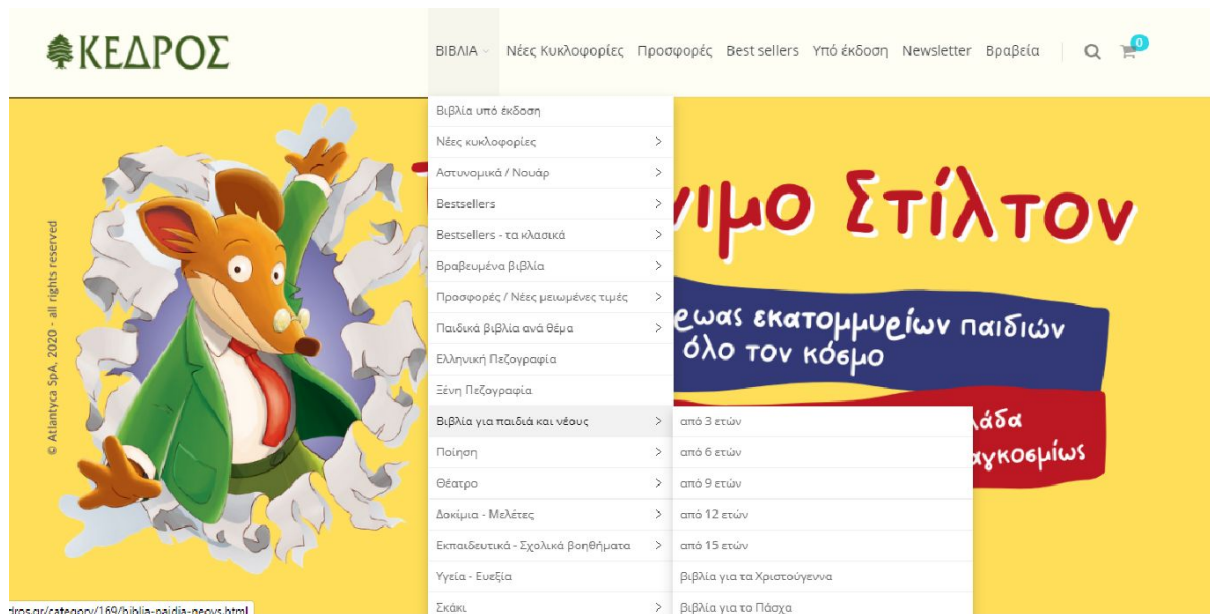 ΚΕΔΡΟΣ
ΒΙΒΛΙΑ Νέες Κυκλοφορίες Προσφορές Best sellers Υπό έκδοση Newsletter Βραβεία 0
Βιβλία υπό έκδοση
Νέες κυκλοφορίες
Αστυνομικά / Νουάρ
Bestsellers
Bestsellers - τα κλασικά
Βραβευμένα βιβλία
Προσφορές / Νέες μειωμένες τιμές
Παιδικά βιβλία ανά θέμα
Ελληνική Πεζογραφία
Ξένη Πεζογραφία
Βιβλία για παιδιά και νέους
Ποίηση
Θέατρο
Δοκίμια - Μελέτες
Εκπαιδευτικά - Σχολικά βοηθήματα
Υγεία - Ευεξία
Σκάκι
από 3 ετών
από 6 ετών
από 9 ετών
από 12 ετών
από 15 ετών
βιβλία για τα Χριστούγεννα
βιβλία για το Πάσχα
Στίλτον
εκατομμυρίων παιδιών
όλο τον κόσμο
© Atlantyca SpA, 2020 - all rights reserved
dros.gr/category/169/biblia-paidia-neoys.html